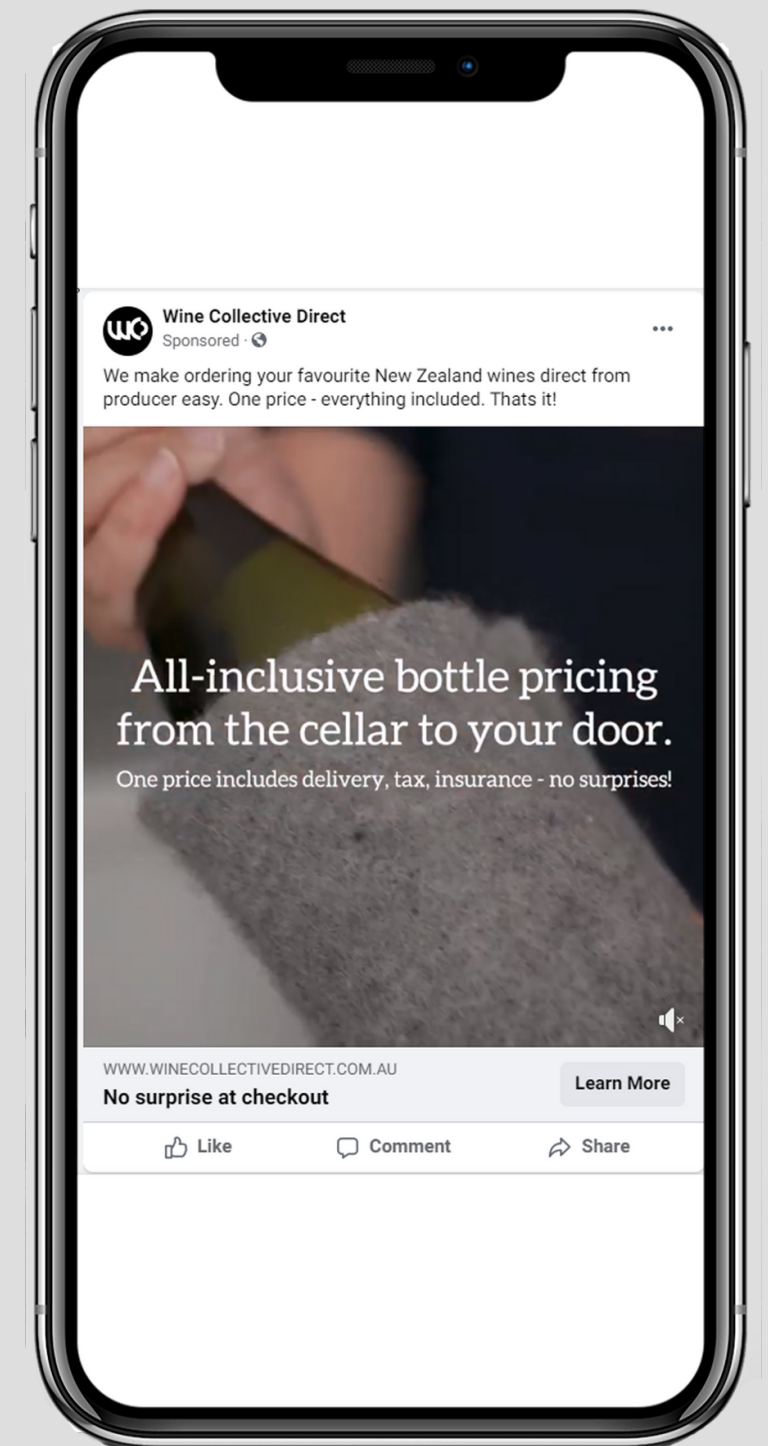 WC
Wine Collective Direct
Sponsored ·
We make ordering your favourite New Zealand wines direct from
producer easy. One price - everything included. Thats it!
All-inclusive bottle pricing
from the cellar to your door.
One price includes delivery, tax, insurance - no surprises!
WWW.WINECOLLECTIVEDIRECT.COM.AU
No surprise at checkout
Learn More
Like
Comment
Share